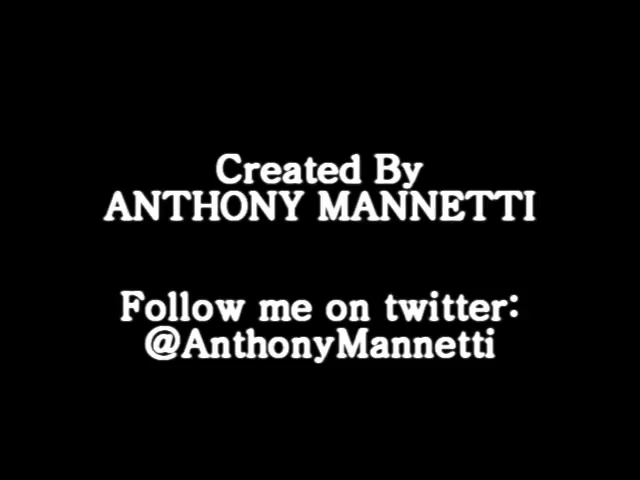 Created By
ANTHONY MANNETTI
Follow me on twitter:
@AnthonyMannetti